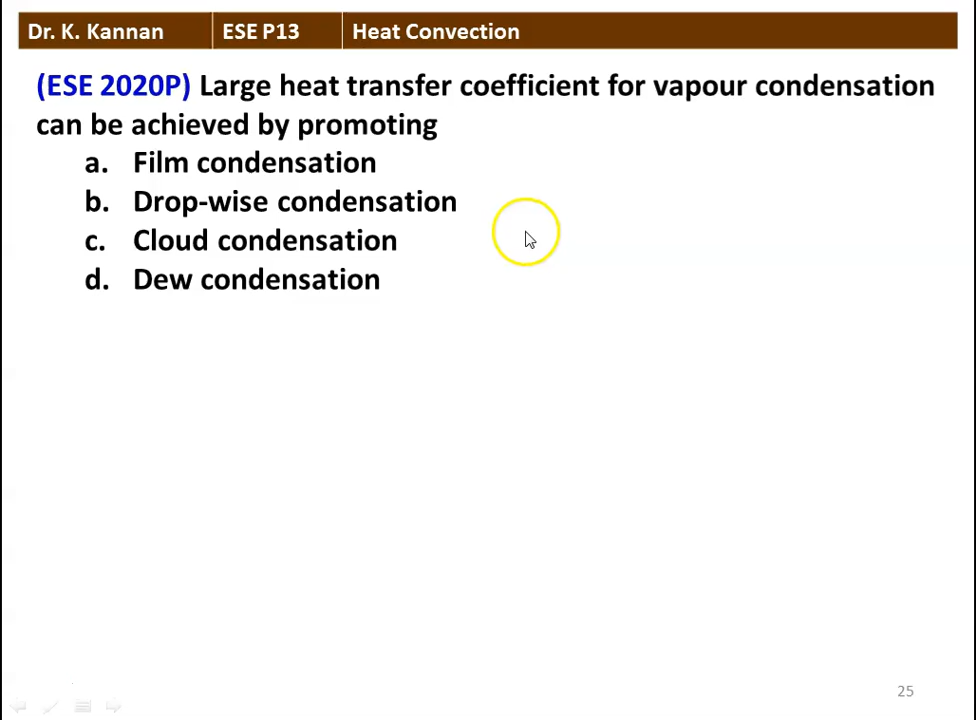 Dr. K. Kannan ESE P13 Heat Convection
(ESE 2020P) Large heat transfer coefficient for vapour condensation
can be achieved by promoting
a. Film condensation
b. Drop-wise condensation
c. Cloud condensation
d. Dew condensation
25